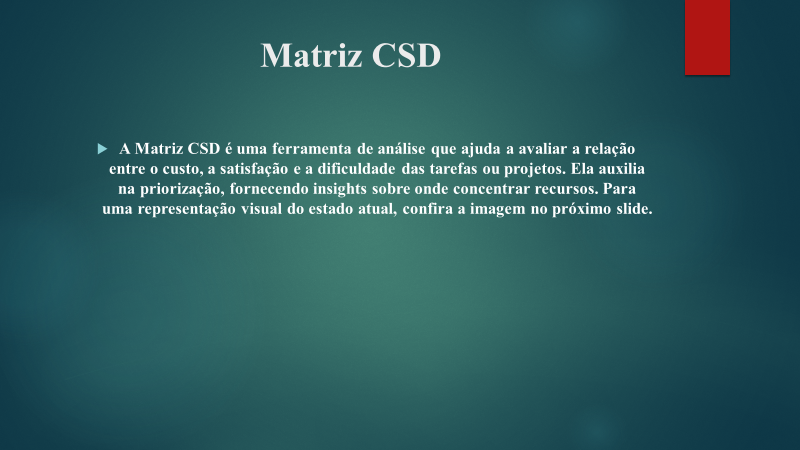 Matriz CSD
A Matriz CSD é uma ferramenta de análise que ajuda a avaliar a relação
entre o custo, a satisfação e a dificuldade das tarefas ou projetos. Ela auxilia
na priorização, fornecendo insights sobre onde concentrar recursos. Para
uma representação visual do estado atual, confira a imagem no próximo slide.